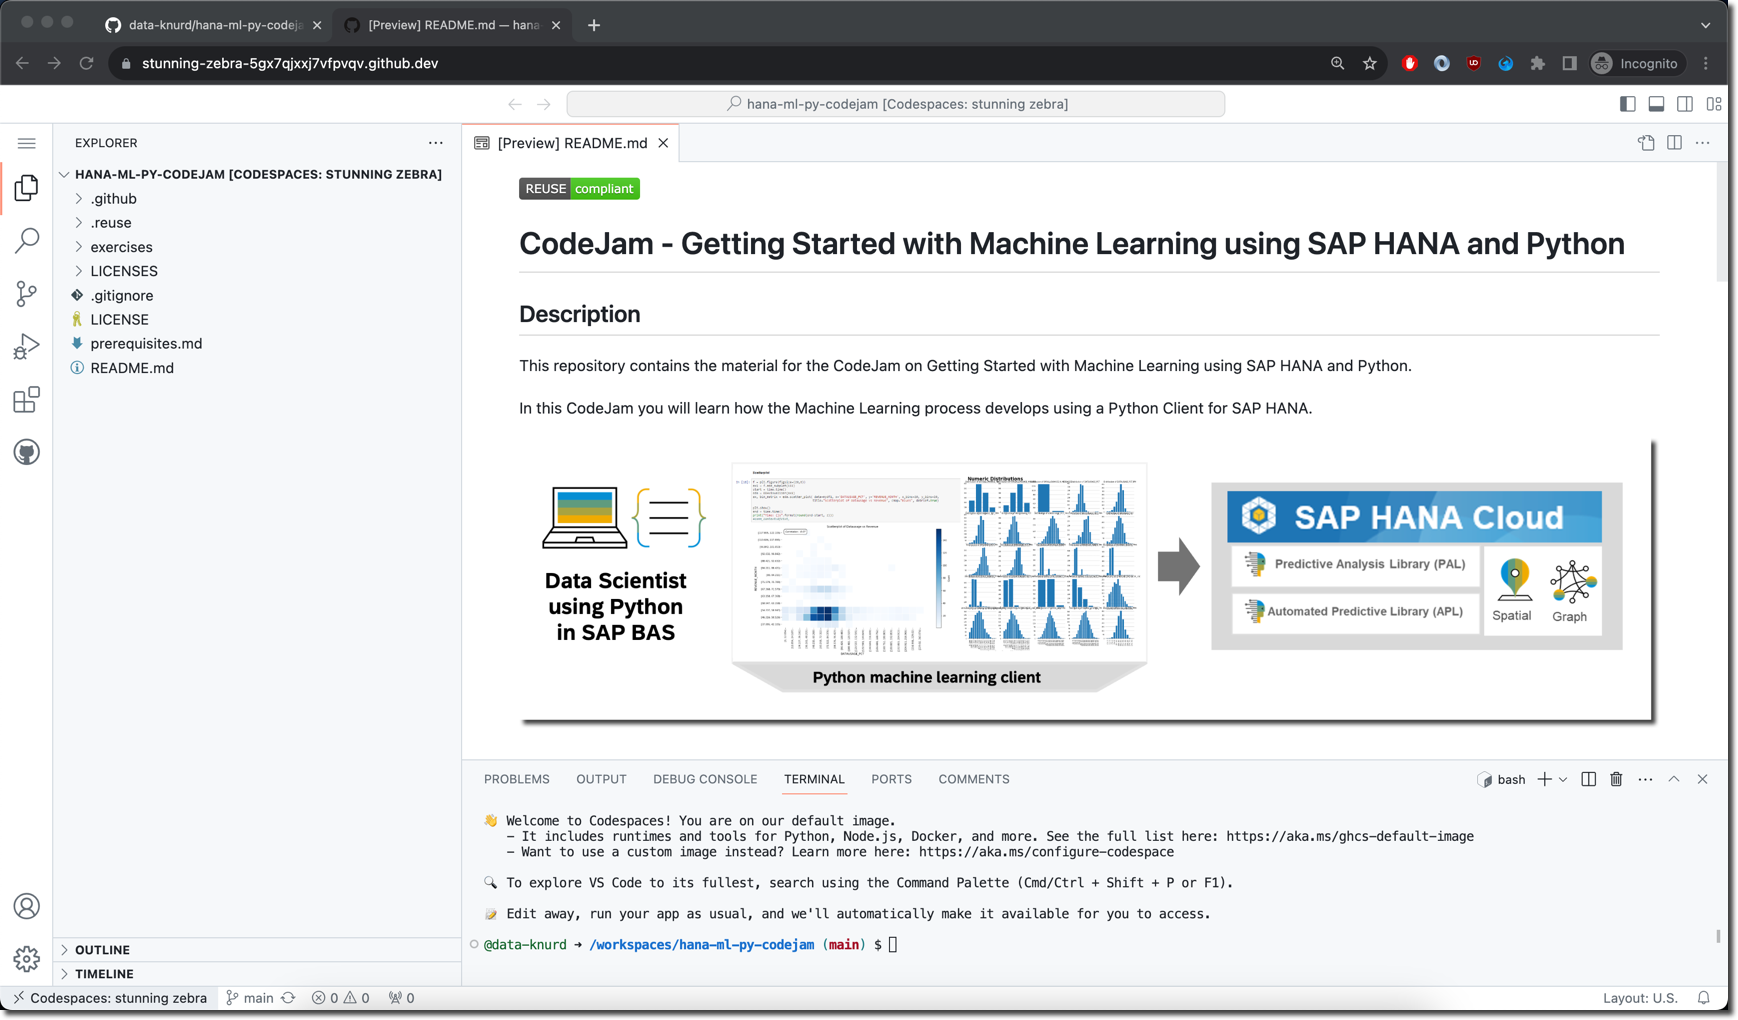 data-knurd/hana-ml-py-codeja
[Preview] README.md — hana-
stunning-zebra-5gx7qjxxj7vfpvqv.github.dev
Incognito
hana-ml-py-codejam [Codespaces: stunning zebra]
EXPLORER
[Preview] README.md
HANA-ML-PY-CODEJAM [CODESPACES: STUNNING ZEBRA]
.github
.reuse
exercises
LICENSES
.gitignore
LICENSE
prerequisites.md
README.md
REUSE compliant
CodeJam - Getting Started with Machine Learning using SAP HANA and Python
Description
This repository contains the material for the CodeJam on Getting Started with Machine Learning using SAP HANA and Python.
In this CodeJam you will learn how the Machine Learning process develops using a Python Client for SAP HANA.
Data Scientist
using Python
in SAP BAS
Numeric Distributions
Python machine learning client
SAP HANA Cloud
Predictive Analysis Library (PAL)
Automated Predictive Library (APL)
Spatial
Graph
PROBLEMS OUTPUT DEBUG CONSOLE TERMINAL PORTS COMMENTS
bash
👋 Welcome to Codespaces! You are on our default image.
- It includes runtimes and tools for Python, Node.js, Docker, and more. See the full list here: https://aka.ms/ghcs-default-image
- Want to use a custom image instead? Learn more here: https://aka.ms/configure-codespace
🔍 To explore VS Code to its fullest, search using the Command Palette (Cmd/Ctrl + Shift + P or F1).
📝 Edit away, run your app as usual, and we'll automatically make it available for you to access.
@data-knurd ➜ /workspaces/hana-ml-py-codejam (main) $
OUTLINE
TIMELINE
Codespaces: stunning zebra main 0 0 0
Layout: U.S.